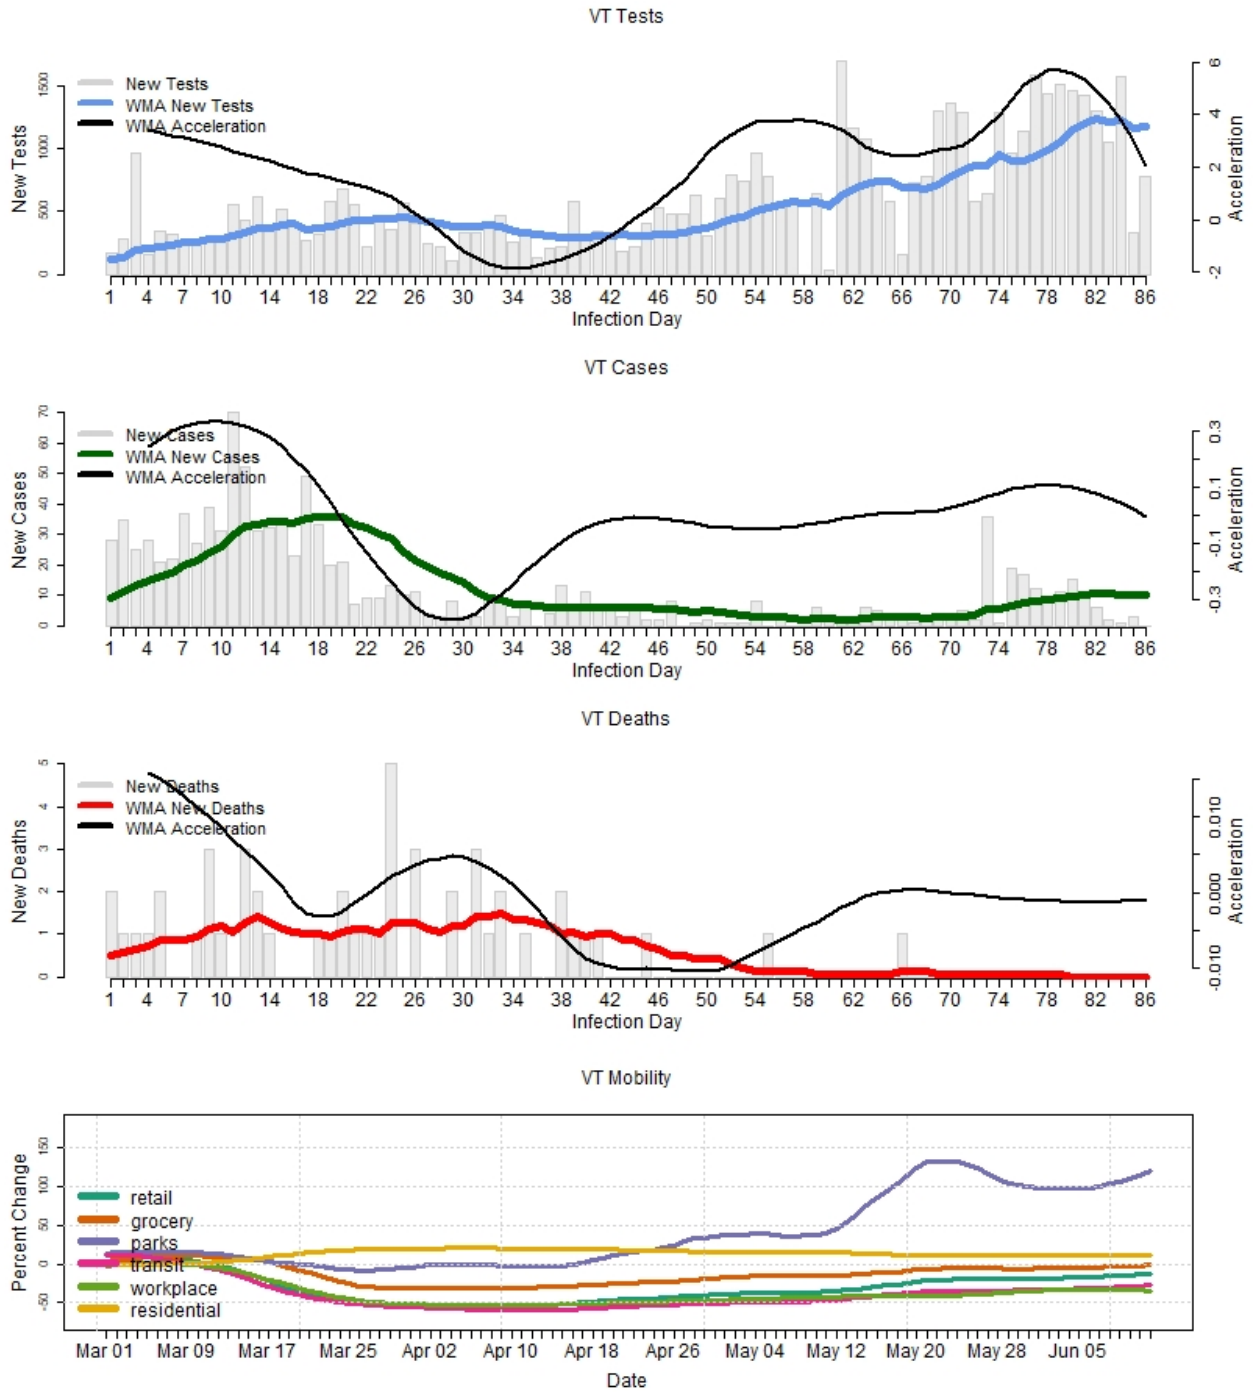 VT Tests
New Tests
WMA New Tests
WMA Acceleration
New Tests
0 500 1000 1500
-2 0 2 4 6
Acceleration
1 4 7 10 14 18 22 26 30 34 38 42 46 50 54 58 62 66 70 74 78 82 86
Infection Day
VT Cases
New Cases
WMA New Cases
WMA Acceleration
New Cases
0 10 20 30 40 50 60 70
-0.3 -0.1 0.1 0.3
Acceleration
1 4 7 10 14 18 22 26 30 34 38 42 46 50 54 58 62 66 70 74 78 82 86
Infection Day
VT Deaths
New Deaths
WMA New Deaths
WMA Acceleration
New Deaths
0 1 2 3 4 5
-0.010 0.000 0.010
Acceleration
1 4 7 10 14 18 22 26 30 34 38 42 46 50 54 58 62 66 70 74 78 82 86
Infection Day
VT Mobility
Percent Change
-50 0 50 100 150
retail
grocery
parks
transit
workplace
residential
Mar 01 Mar 09 Mar 17 Mar 25 Apr 02 Apr 10 Apr 18 Apr 26 May 04 May 12 May 20 May 28 Jun 05
Date